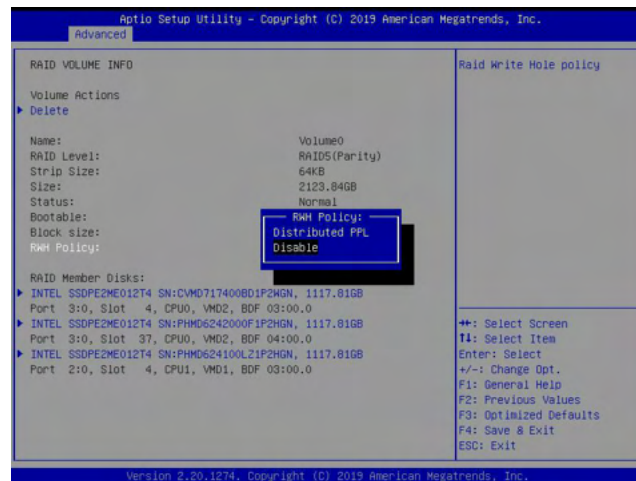 Aptio Setup Utility – Copyright (C) 2019 American Megatrends, Inc.
Advanced
RAID VOLUME INFO
Volume Actions
Delete
Name: Volume0
RAID Level: RAID5(Parity)
Strip Size: 64KB
Size: 2123.84GB
Status: Normal
Bootable:
Block size:
RWH Policy:
RWH Policy:
Distributed PPL
Disable
RAID Member Disks:
INTEL SSDPE2ME012T4 SN:CVMD717400BD1P2HGN, 1117.81GB
Port 3:0, Slot 4, CPU0, VMD2, BDF 03:00.0
INTEL SSDPE2ME012T4 SN:PHMD6242000F1P2HGN, 1117.81GB
Port 3:0, Slot 37, CPU0, VMD2, BDF 04:00.0
INTEL SSDPE2ME012T4 SN:PHMD624100LZ1P2HGN, 1117.81GB
Port 2:0, Slot 4, CPU1, VMD1, BDF 03:00.0
Raid Write Hole policy
→←: Select Screen
↑↓: Select Item
Enter: Select
+/-: Change Opt.
F1: General Help
F2: Previous Values
F3: Optimized Defaults
F4: Save & Exit
ESC: Exit
Version 2.20.1274. Copyright (C) 2019 American Megatrends, Inc.